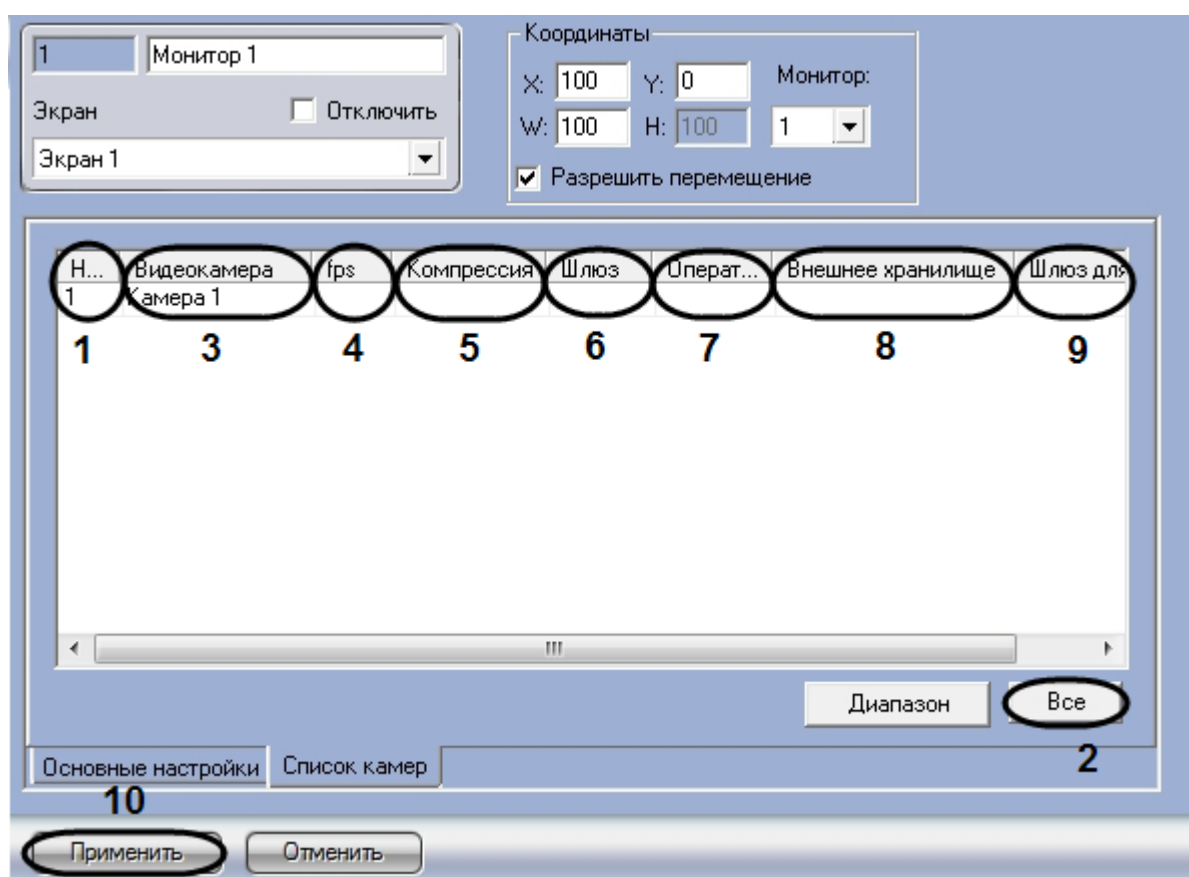 Координаты
1 Монитор 1
X: 100 Y: 0 Монитор:
Экран Отключить
W: 100 H: 100 1
Экран 1
Разрешить перемещение
Н... Видеокамера fps Компрессия Шлюз Операт... Внешнее хранилище Шлюз для
1 Камера 1
1 3 4 5 6 7 8 9
Диапазон Все
2
Основные настройки Список камер
10
Применить Отменить